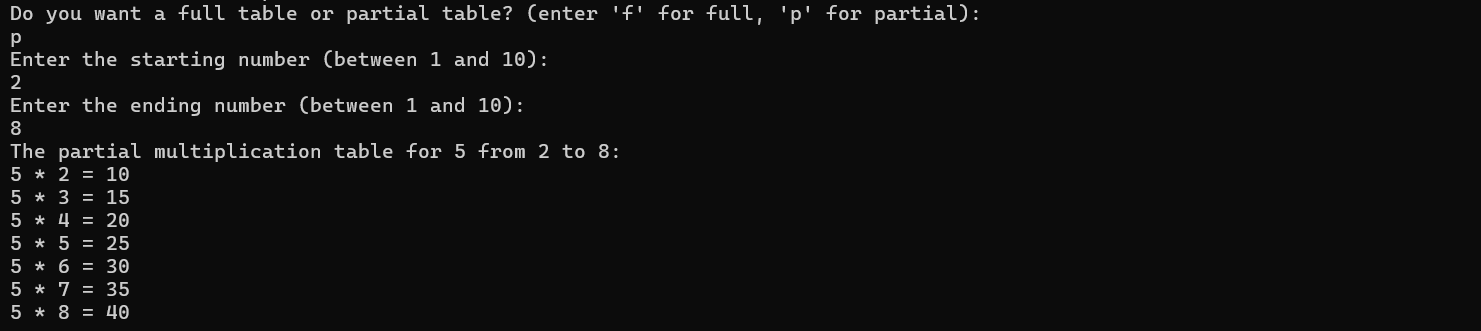 Do you want a full table or partial table? (enter 'f' for full, 'p' for partial):
p
Enter the starting number (between 1 and 10):
2
Enter the ending number (between 1 and 10):
8
The partial multiplication table for 5 from 2 to 8:
5 * 2 = 10
5 * 3 = 15
5 * 4 = 20
5 * 5 = 25
5 * 6 = 30
5 * 7 = 35
5 * 8 = 40